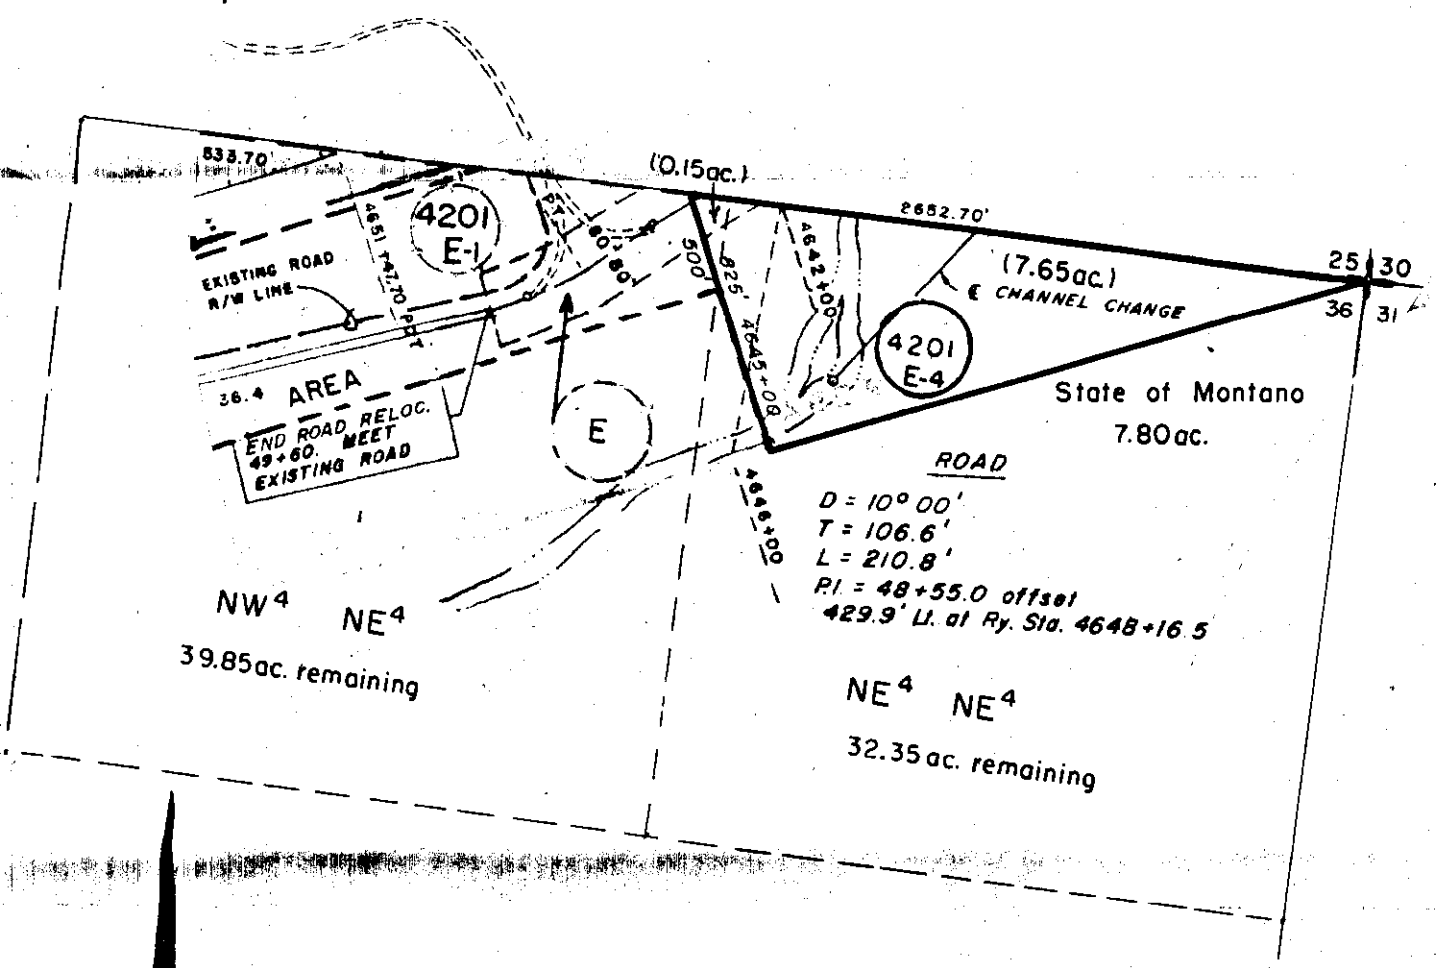 533.70'
(0.15ac.)
2652.70'
25 30
36 31
4201
E-1
EXISTING ROAD
R/W LINE
4651+47.70 POT
P.T.
50+80
500'
825'
4642+00
4645+00
(7.65ac.)
℄ CHANNEL CHANGE
4201
E-4
State of Montano
7.80ac.
36.4 AREA
END ROAD RELOC.
49+60. MEET
EXISTING ROAD
E
4646+00
ROAD
D = 10° 00'
T = 106.6'
L = 210.8'
P.I. = 48+55.0 offset
429.9' Lt. at Ry. Sta. 4648+16.5
NW4 NE4
39.85ac. remaining
NE4 NE4
32.35ac. remaining